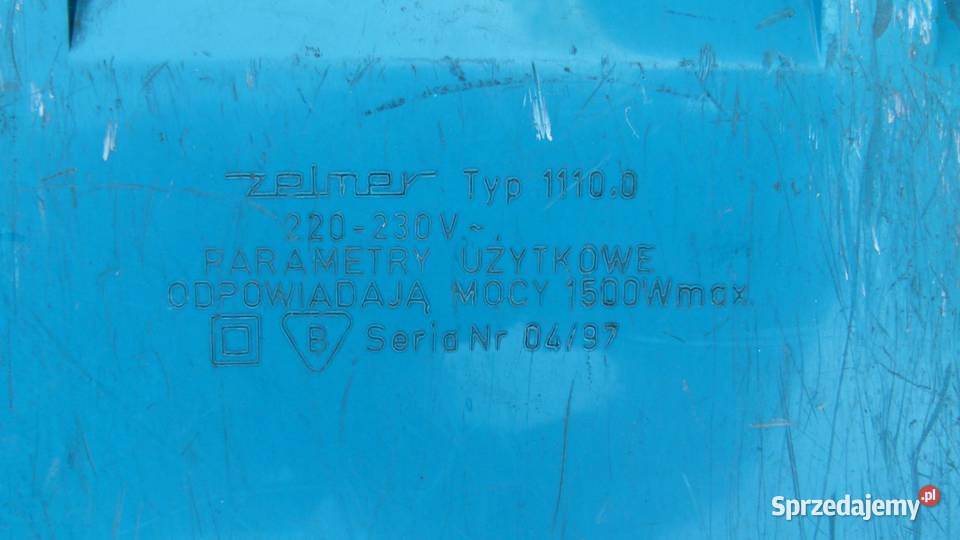 zelmer Typ 1110.0
220-230V~
PARAMETRY UŻYTKOWE
ODPOWIADAJĄ MOCY 1500Wmax.
B Seria Nr 04/97
Sprzedajemy.pl